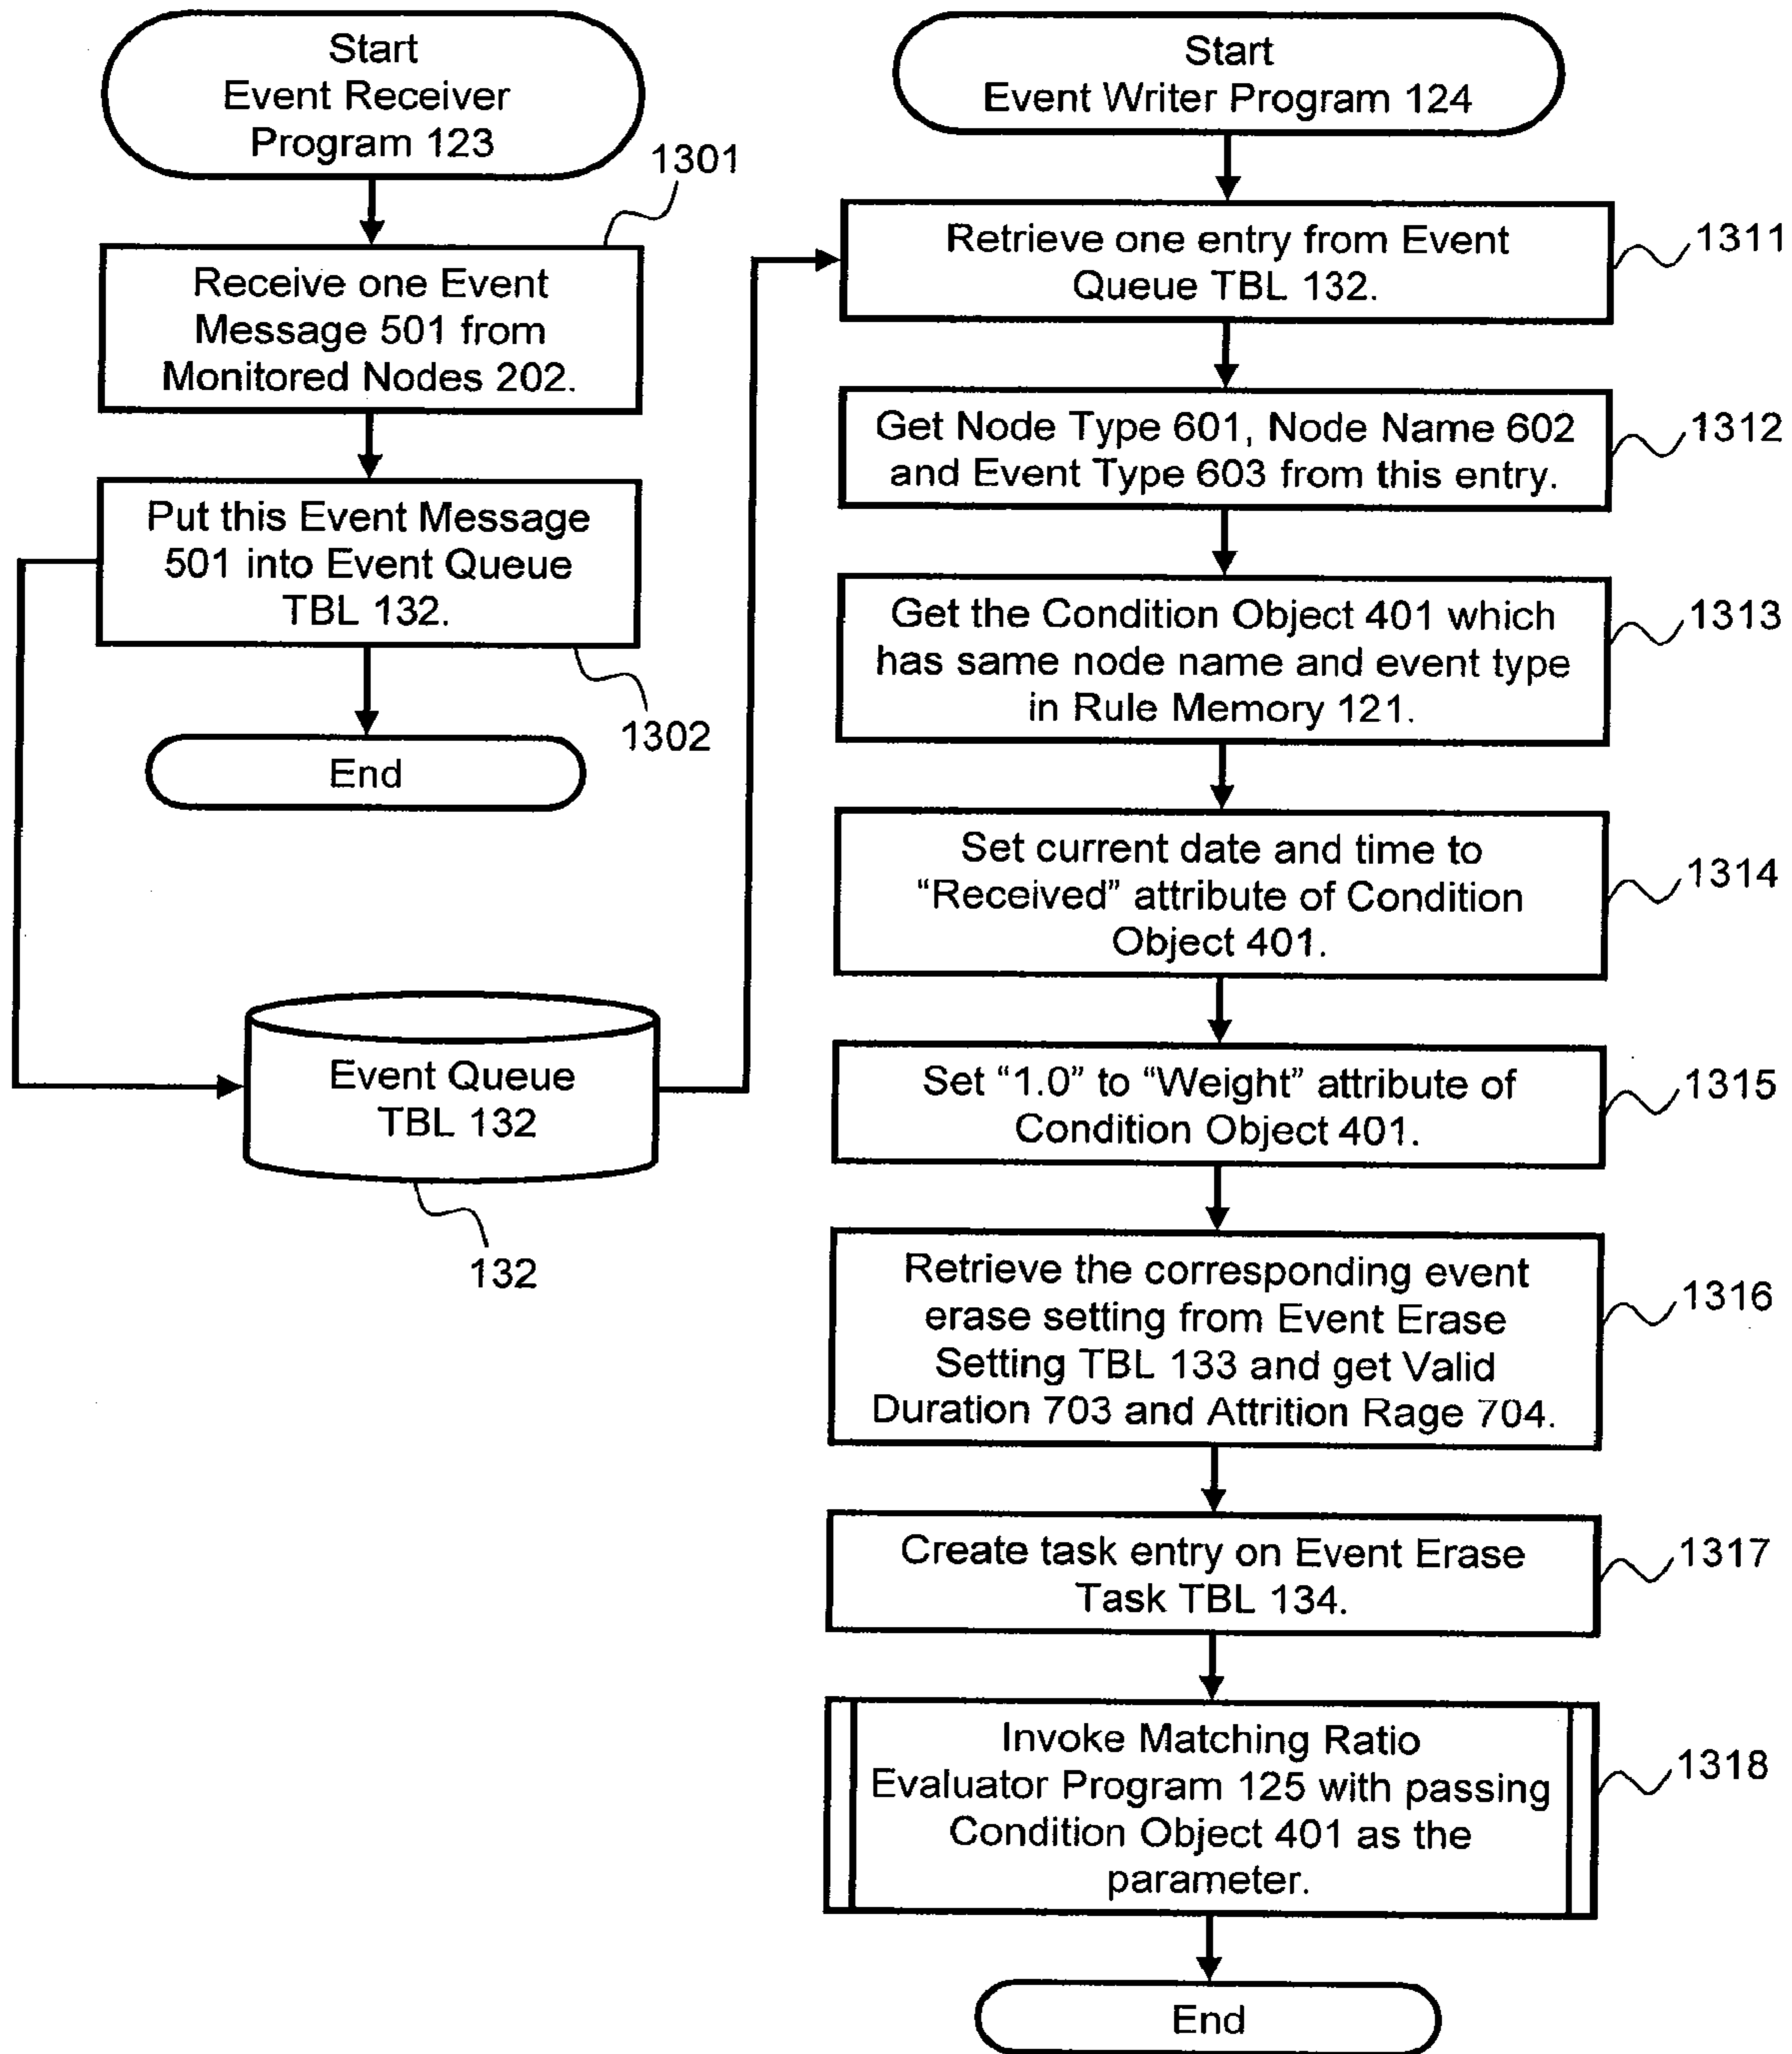 Start
Event Receiver
Program 123
1301
Receive one Event
Message 501 from
Monitored Nodes 202.
Put this Event Message
501 into Event Queue
TBL 132.
1302
End
Event Queue
TBL 132
132
Start
Event Writer Program 124
Retrieve one entry from Event
Queue TBL 132.
1311
Get Node Type 601, Node Name 602
and Event Type 603 from this entry.
1312
Get the Condition Object 401 which
has same node name and event type
in Rule Memory 121.
1313
Set current date and time to
“Received” attribute of Condition
Object 401.
1314
Set “1.0” to “Weight” attribute of
Condition Object 401.
1315
Retrieve the corresponding event
erase setting from Event Erase
Setting TBL 133 and get Valid
Duration 703 and Attrition Rage 704.
1316
Create task entry on Event Erase
Task TBL 134.
1317
Invoke Matching Ratio
Evaluator Program 125 with passing
Condition Object 401 as the
parameter.
1318
End